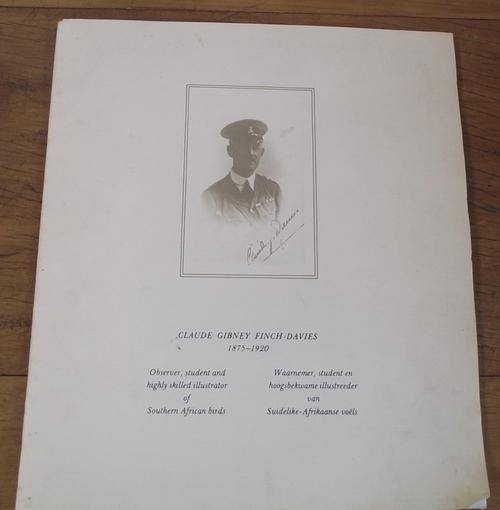 CLAUDE GIBNEY FINCH-DAVIES
1875–1920
Observer, student and
highly skilled illustrator
of
Southern African birds
Waarnemer, student en
hoogsbekwame illustreeder
van
Suidelike-Afrikaanse voëls